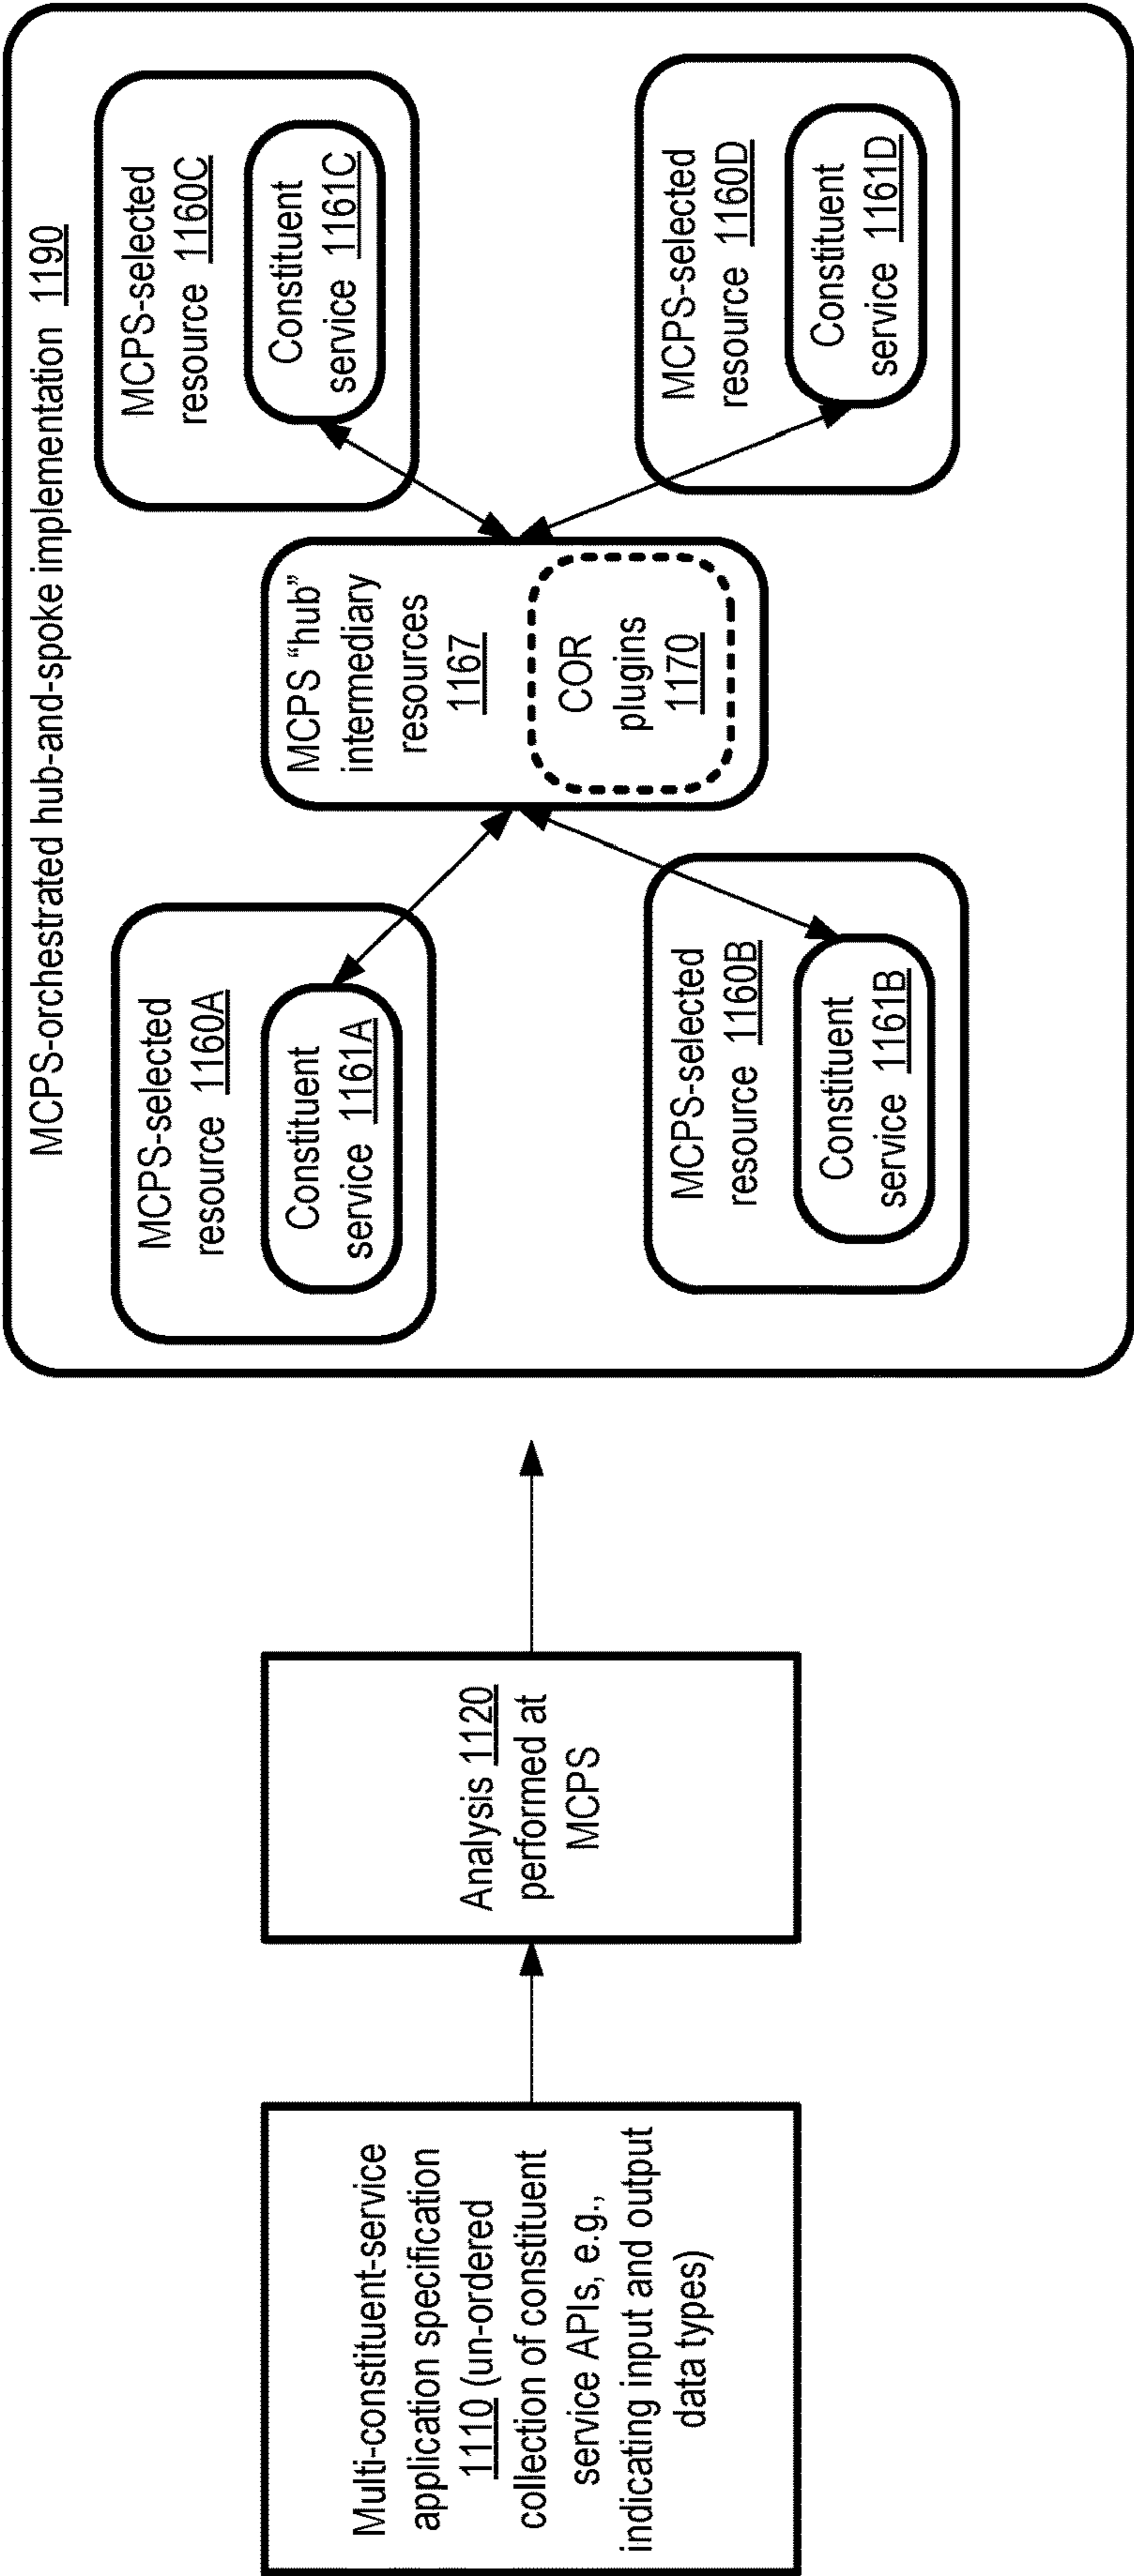 Multi-constituent-service
application specification
1110 (un-ordered
collection of constituent
service APIs, e.g.,
indicating input and output
data types)
Analysis 1120
performed at
MCPS
MCPS-orchestrated hub-and-spoke implementation 1190
MCPS-selected
resource 1160A
Constituent
service 1161A
MCPS-selected
resource 1160B
Constituent
service 1161B
MCPS “hub”
intermediary
resources
1167
COR
plugins
1170
MCPS-selected
resource 1160C
Constituent
service 1161C
MCPS-selected
resource 1160D
Constituent
service 1161D